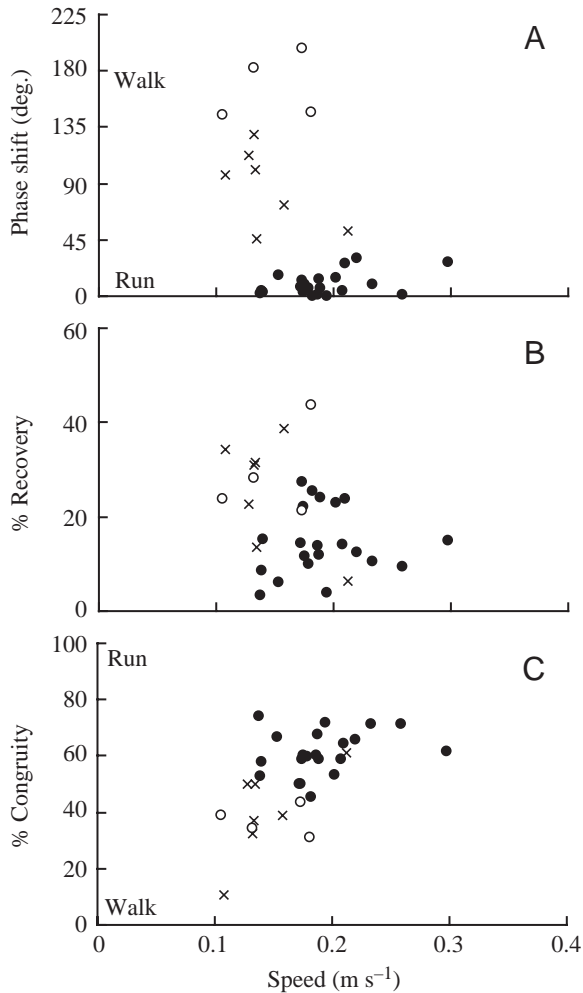 225
A
180
Walk
135
90
45
Run
0
Phase shift (deg.)
60
B
40
20
0
% Recovery
100
Run
C
80
60
40
20
Walk
0
% Congruity
0 0.1 0.2 0.3 0.4
Speed (m s–1)